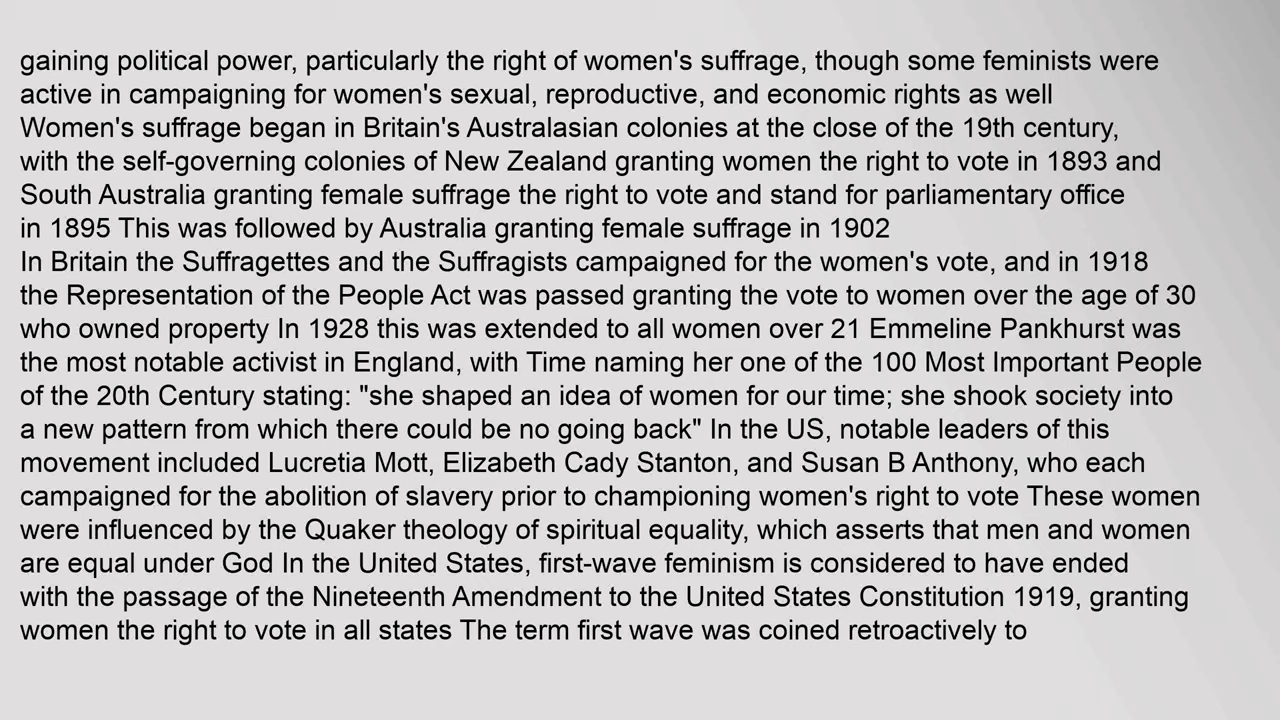 gaining political power, particularly the right of women's suffrage, though some feminists were
active in campaigning for women's sexual, reproductive, and economic rights as well
Women's suffrage began in Britain's Australasian colonies at the close of the 19th century,
with the self-governing colonies of New Zealand granting women the right to vote in 1893 and
South Australia granting female suffrage the right to vote and stand for parliamentary office
in 1895 This was followed by Australia granting female suffrage in 1902
In Britain the Suffragettes and the Suffragists campaigned for the women's vote, and in 1918
the Representation of the People Act was passed granting the vote to women over the age of 30
who owned property In 1928 this was extended to all women over 21 Emmeline Pankhurst was
the most notable activist in England, with Time naming her one of the 100 Most Important People
of the 20th Century stating: "she shaped an idea of women for our time; she shook society into
a new pattern from which there could be no going back" In the US, notable leaders of this
movement included Lucretia Mott, Elizabeth Cady Stanton, and Susan B Anthony, who each
campaigned for the abolition of slavery prior to championing women's right to vote These women
were influenced by the Quaker theology of spiritual equality, which asserts that men and women
are equal under God In the United States, first-wave feminism is considered to have ended
with the passage of the Nineteenth Amendment to the United States Constitution 1919, granting
women the right to vote in all states The term first wave was coined retroactively to